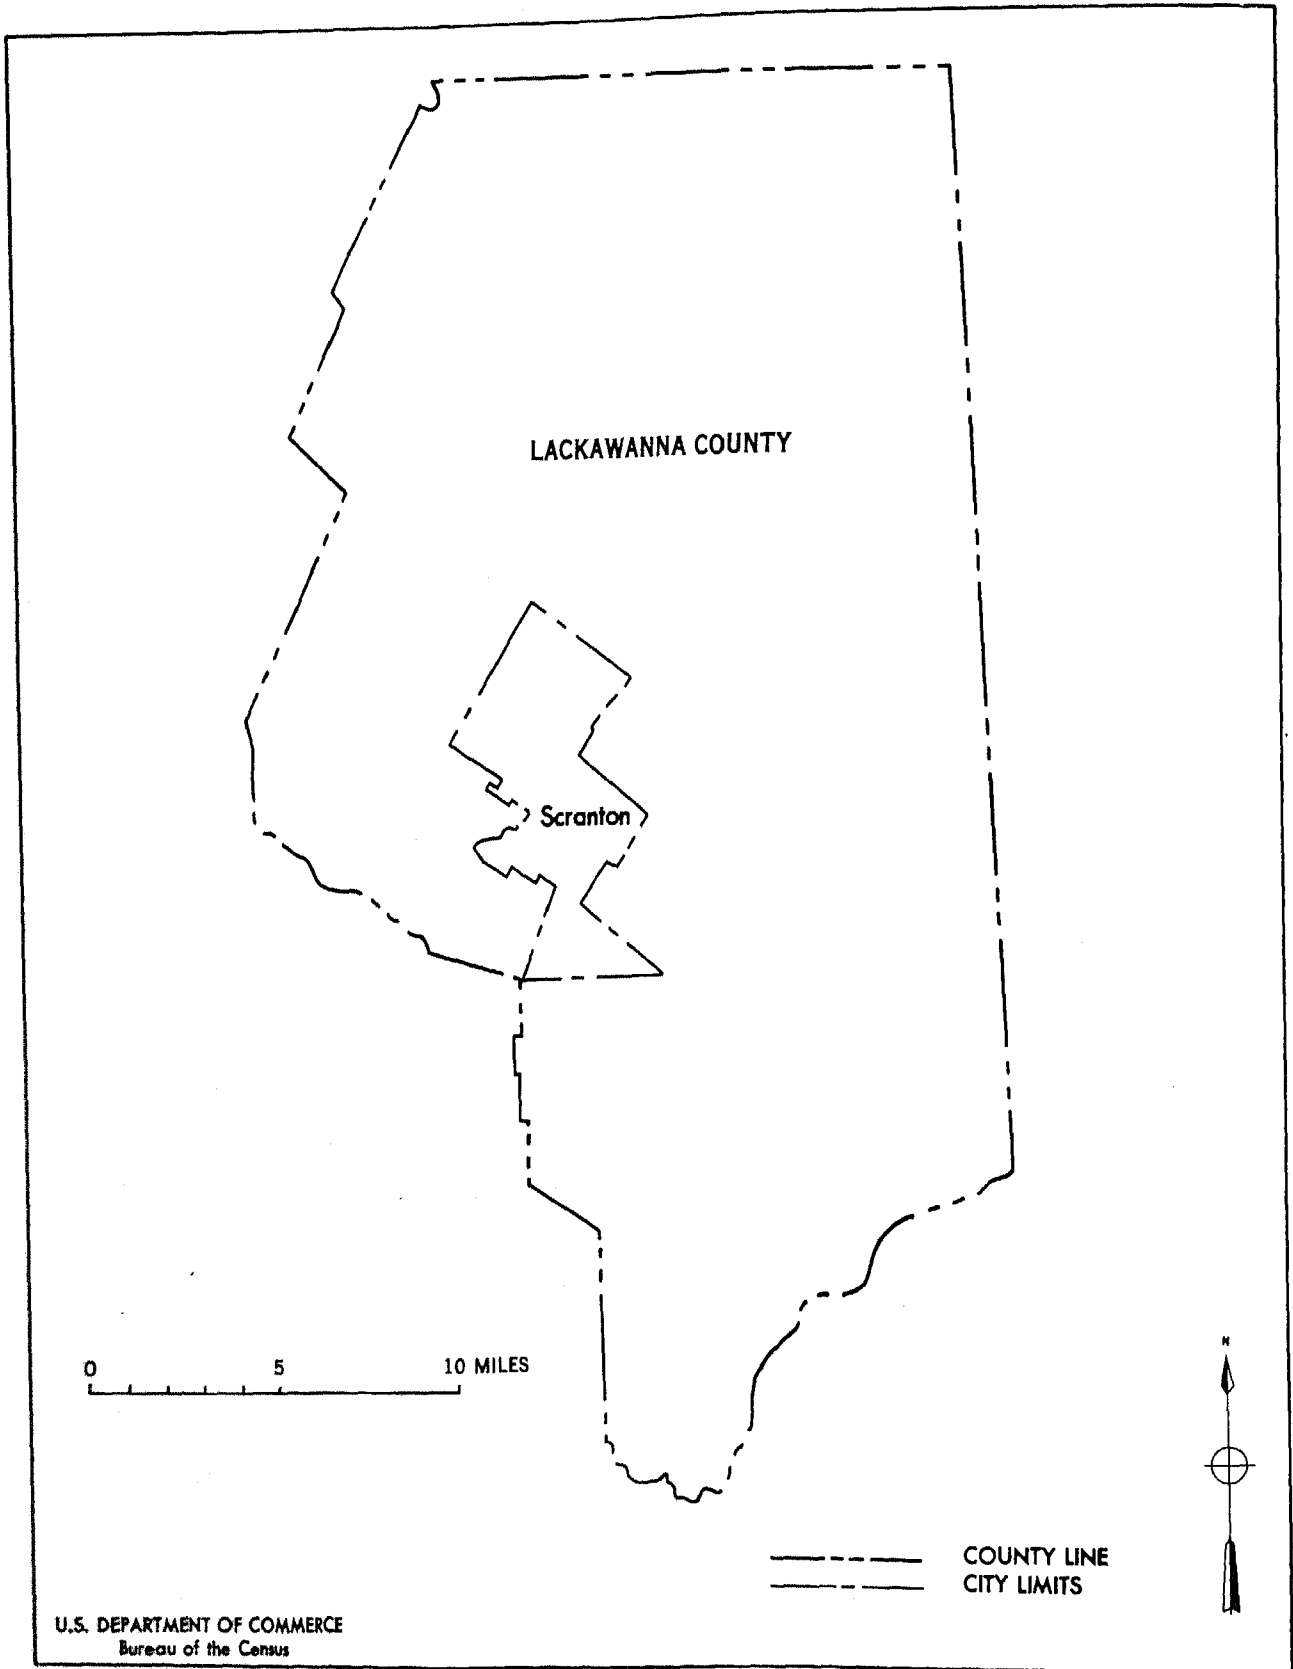 LACKAWANNA COUNTY
Scranton
0 5 10 MILES
N
COUNTY LINE
CITY LIMITS
U.S. DEPARTMENT OF COMMERCE
Bureau of the Census